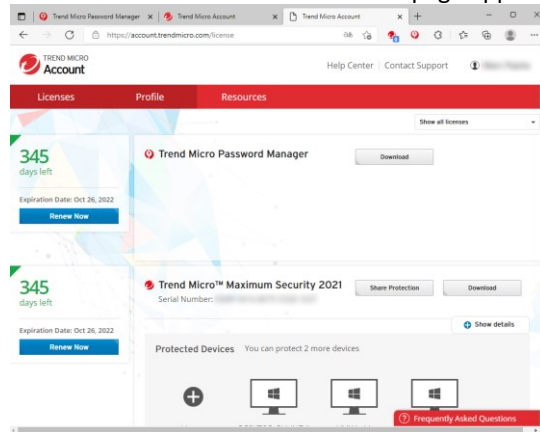 Trend Micro Password Manager
Trend Micro Account
Trend Micro Account
https://account.trendmicro.com/license
TREND MICRO
Account
Help Center
Contact Support
Licenses
Profile
Resources
Show all licenses
345
days left
Expiration Date: Oct 26, 2022
Renew Now
Trend Micro Password Manager
Download
345
days left
Expiration Date: Oct 26, 2022
Renew Now
Trend Micro™ Maximum Security 2021
Serial Number:
Share Protection
Download
Show details
Protected Devices
You can protect 2 more devices
Frequently Asked Questions